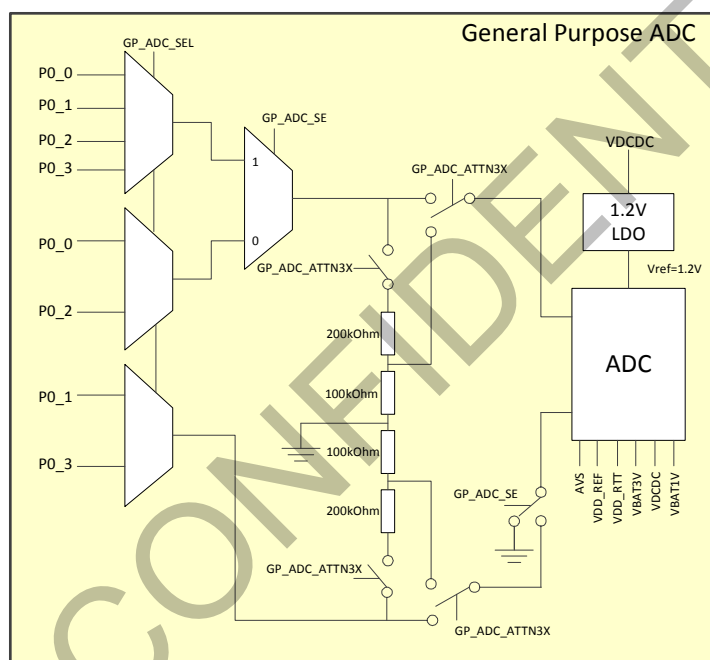 General Purpose ADC
GP_ADC_SEL
P0_0
P0_1
P0_2
P0_3
GP_ADC_SE
1
0
P0_0
P0_2
P0_1
P0_3
GP_ADC_ATTN3X
GP_ADC_ATTN3X
200kOhm
100kOhm
100kOhm
200kOhm
GP_ADC_ATTN3X
GP_ADC_ATTN3X
GP_ADC_SE
VDCDC
1.2V
LDO
Vref=1.2V
ADC
AVS
VDD_REF
VDD_RTT
VBAT3V
VDCDC
VBAT1V
CONFIDENT